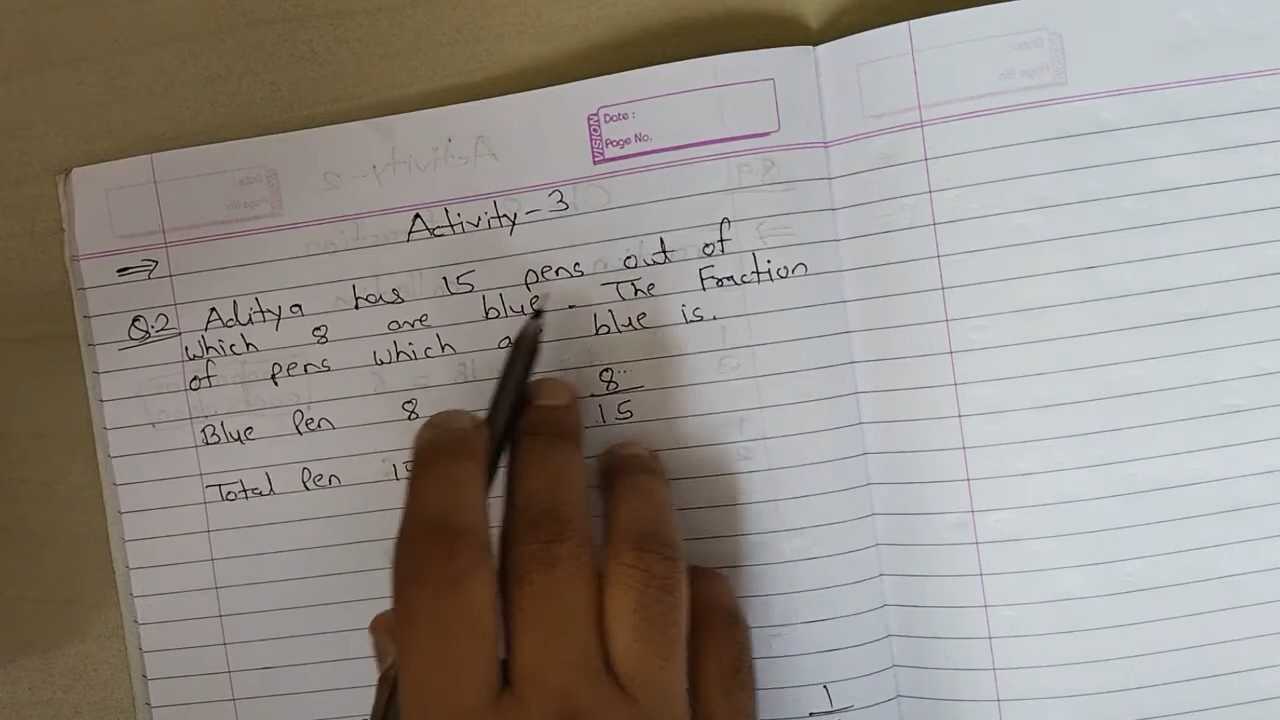 VISION
Date:
Page No.
Activity-3
⇒
Q.2 Aditya has 15 pens out of
which 8 are blue. The Fraction
of pens which blue is.
Blue Pen 8 8
15
Total Pen
1